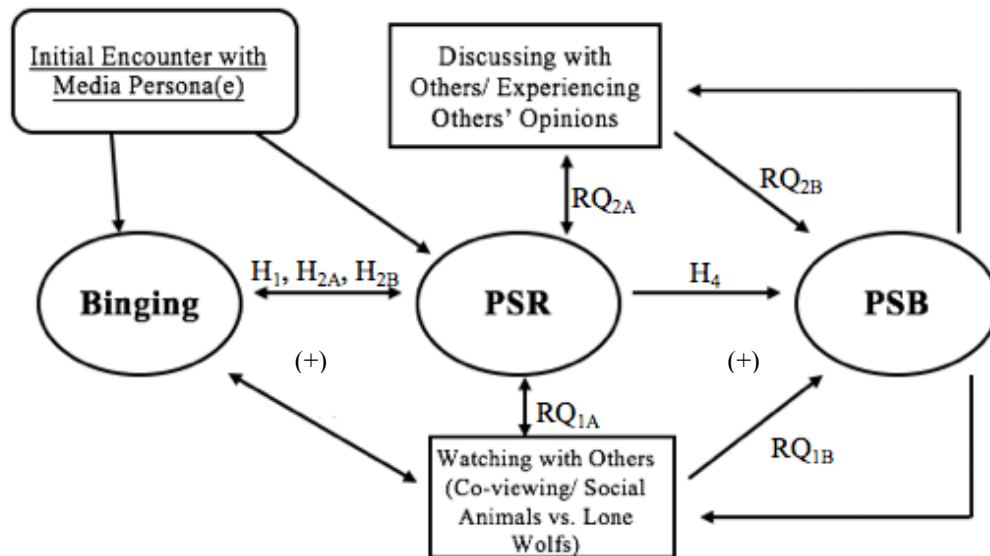 Initial Encounter with
Media Persona(e)
Discussing with
Others/ Experiencing
Others' Opinions
RQ2A
RQ2B
Binging
H1, H2A, H2B
PSR
H4
PSB
(+)
(+)
RQ1A
RQ1B
Watching with Others
(Co-viewing/ Social
Animals vs. Lone
Wolfs)